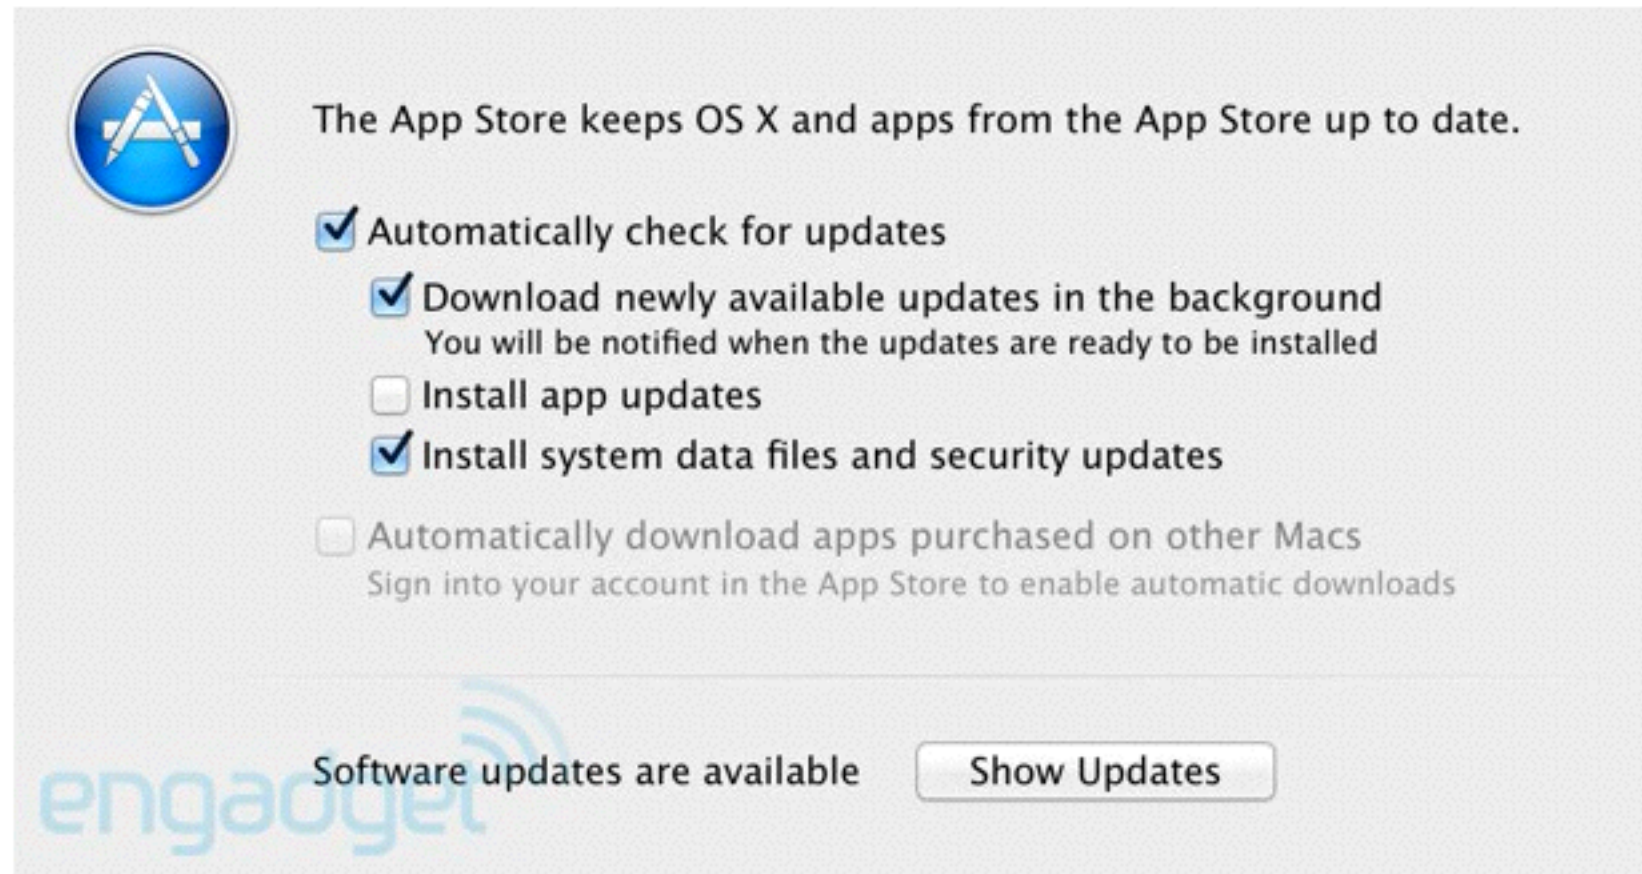 The App Store keeps OS X and apps from the App Store up to date.
Automatically check for updates
Download newly available updates in the background
You will be notified when the updates are ready to be installed
Install app updates
Install system data files and security updates
Automatically download apps purchased on other Macs
Sign into your account in the App Store to enable automatic downloads
Software updates are available
Show Updates
engadget